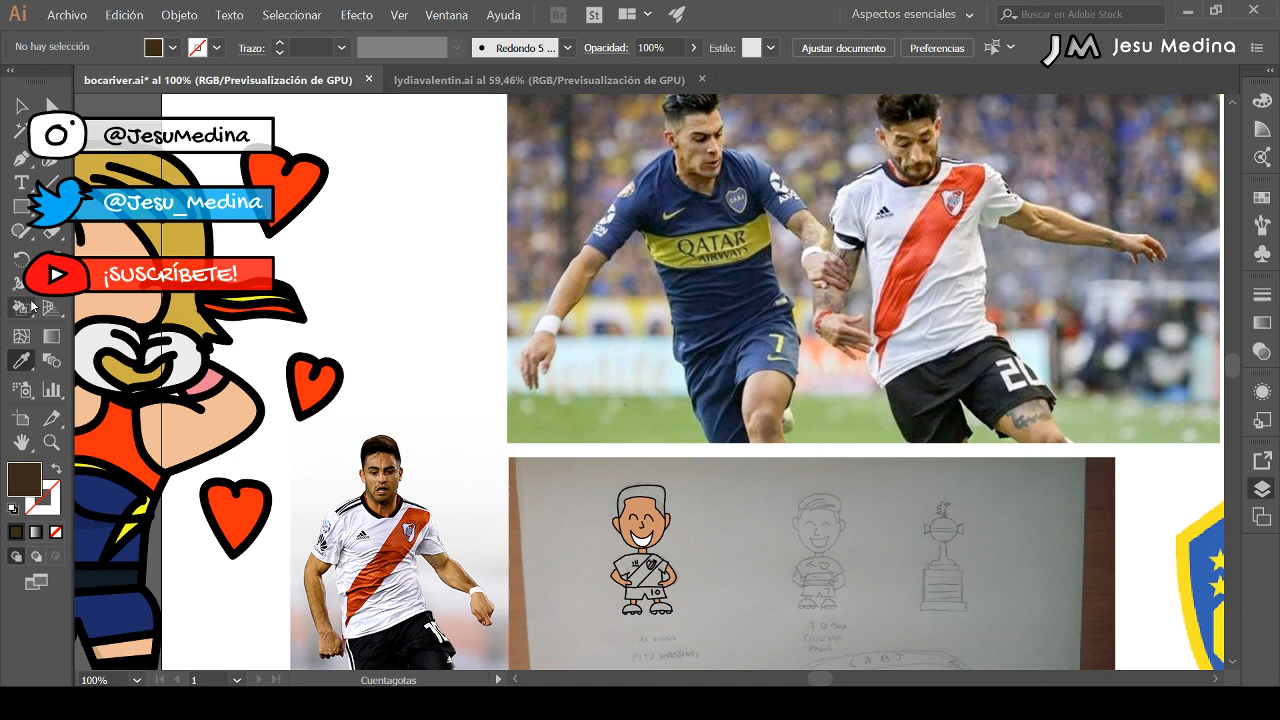 Ai Archivo Edición Objeto Texto Seleccionar Efecto Ver Ventana Ayuda Br St Aspectos esenciales Buscar en Adobe Stock
No hay selección Trazo: Redondo 5 ... Opacidad: 100% Estilo: Ajustar documento Preferencias
JM Jesu Medina
bocariver.ai* al 100% (RGB/Previsualización de GPU) × lydiavalentin.ai al 59,46% (RGB/Previsualización de GPU) ×
@JesuMedina
@Jesu_Medina
¡SUSCRÍBETE!
CABJ
QATAR
AIRWAYS
7
20
10
10
7
C A B J
100% 1 Cuentagotas